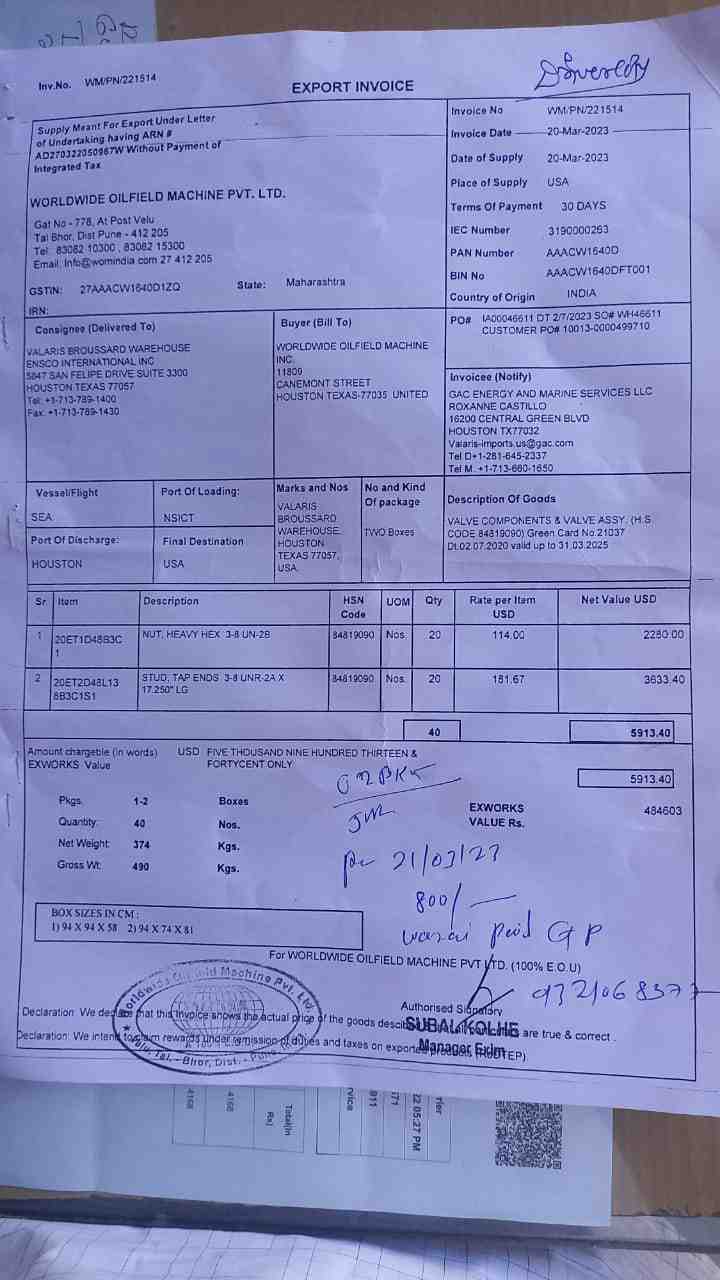 Inv.No. WM/PN/221514
EXPORT INVOICE
Supply Meant For Export Under Letter
of Undertaking having ARN #
AD270322050967W Without Payment of
Integrated Tax
WORLDWIDE OILFIELD MACHINE PVT. LTD.
Gat No - 778, At Post Velu
Tal Bhor, Dist Pune - 412 205
Tel: 83082 10300 , 83082 15300
Email: Info@womindia com 27 412 205
GSTIN: 27AAACW1640D1ZQ State: Maharashtra
IRN:
Invoice No WM/PN/221514
Invoice Date 20-Mar-2023
Date of Supply 20-Mar-2023
Place of Supply USA
Terms Of Payment 30 DAYS
IEC Number 3190000263
PAN Number AAACW1640D
BIN No AAACW1640DFT001
Country of Origin INDIA
Consignee (Delivered To)
VALARIS BROUSSARD WAREHOUSE
ENSCO INTERNATIONAL INC
5847 SAN FELIPE DRIVE SUITE 3300
HOUSTON TEXAS 77057
Tel: +1-713-789-1400
Fax: +1-713-789-1430
Buyer (Bill To)
WORLDWIDE OILFIELD MACHINE
INC.
11809
CANEMONT STREET
HOUSTON TEXAS-77035 UNITED
PO# IA00046611 DT 2/7/2023 SO# WH46611
CUSTOMER PO# 10013-0000499710
Invoicee (Notify)
GAC ENERGY AND MARINE SERVICES LLC
ROXANNE CASTILLO
16200 CENTRAL GREEN BLVD
HOUSTON TX77032
Valaris-imports.us@gac.com
Tel D+1-281-645-2337
Tel M. +1-713-660-1650
Vessel/Flight
SEA
Port Of Loading:
NSICT
Port Of Discharge:
HOUSTON
Final Destination
USA
Marks and Nos
VALARIS
BROUSSARD
WAREHOUSE,
HOUSTON
TEXAS 77057,
USA.
No and Kind
Of package
TWO Boxes
Description Of Goods
VALVE COMPONENTS & VALVE ASSY. (H.S.
CODE 84819090) Green Card No.21037
Dt.02.07.2020 valid up to 31.03.2025
Sr Item Description HSN Code UOM Qty Rate per Item USD Net Value USD
1 20ET1D48B3C1 NUT, HEAVY HEX 3-8 UN-2B 84819090 Nos. 20 114.00 2280.00
2 20ET2D48L138B3C1S1 STUD, TAP ENDS 3-8 UNR-2A X 17.250" LG 84819090 Nos. 20 181.67 3633.40
40 5913.40
Amount chargeble (in words) USD FIVE THOUSAND NINE HUNDRED THIRTEEN &
EXWORKS Value FORTYCENT ONLY
5913.40
Pkgs. 1-2 Boxes
Quantity: 40 Nos.
Net Weight: 374 Kgs.
Gross Wt: 490 Kgs.
EXWORKS
VALUE Rs. 484603
21/03/23
800/-
paid GP
BOX SIZES IN CM :
1) 94 X 94 X 58 2) 94 X 74 X 81
For WORLDWIDE OILFIELD MACHINE PVT LTD. (100% E.O.U)
Authorised Signatory
SUBAL KOLHE
Manager Exim
Declaration: We declare that this Invoice shows the actual price of the goods are true & correct .
Declaration: We intend to claim rewards under remission of duties and taxes on exported products
Worldwide Oilfield Machine Pvt. Ltd.
Velu, Tal. - Bhor, Dist. - Pune
22 05:27 PM
Total(In
Rs)
4168
4168